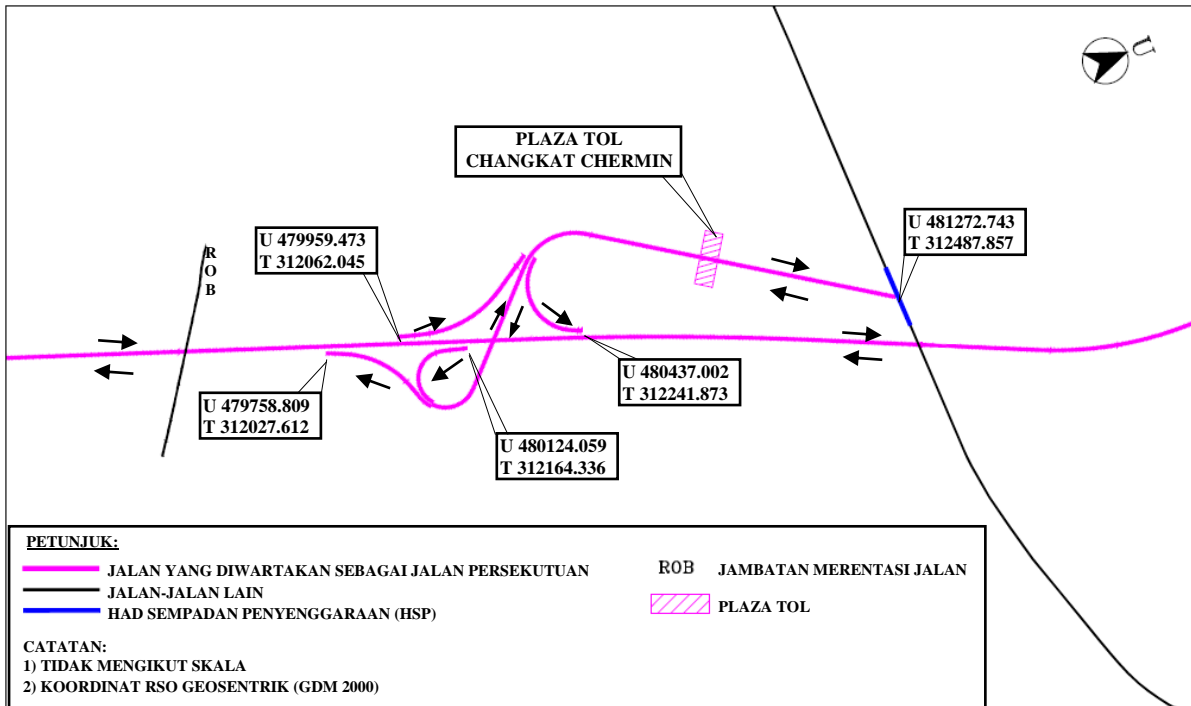 U
PLAZA TOL
CHANGKAT CHERMIN
U 481272.743
T 312487.857
U 479959.473
T 312062.045
R
O
B
U 480437.002
T 312241.873
U 479758.809
T 312027.612
U 480124.059
T 312164.336
PETUNJUK:
JALAN YANG DIWARTAKAN SEBAGAI JALAN PERSEKUTUAN
JALAN-JALAN LAIN
HAD SEMPADAN PENYENGGARAAN (HSP)
ROB JAMBATAN MERENTASI JALAN
PLAZA TOL
CATATAN:
1) TIDAK MENGIKUT SKALA
2) KOORDINAT RSO GEOSENTRIK (GDM 2000)